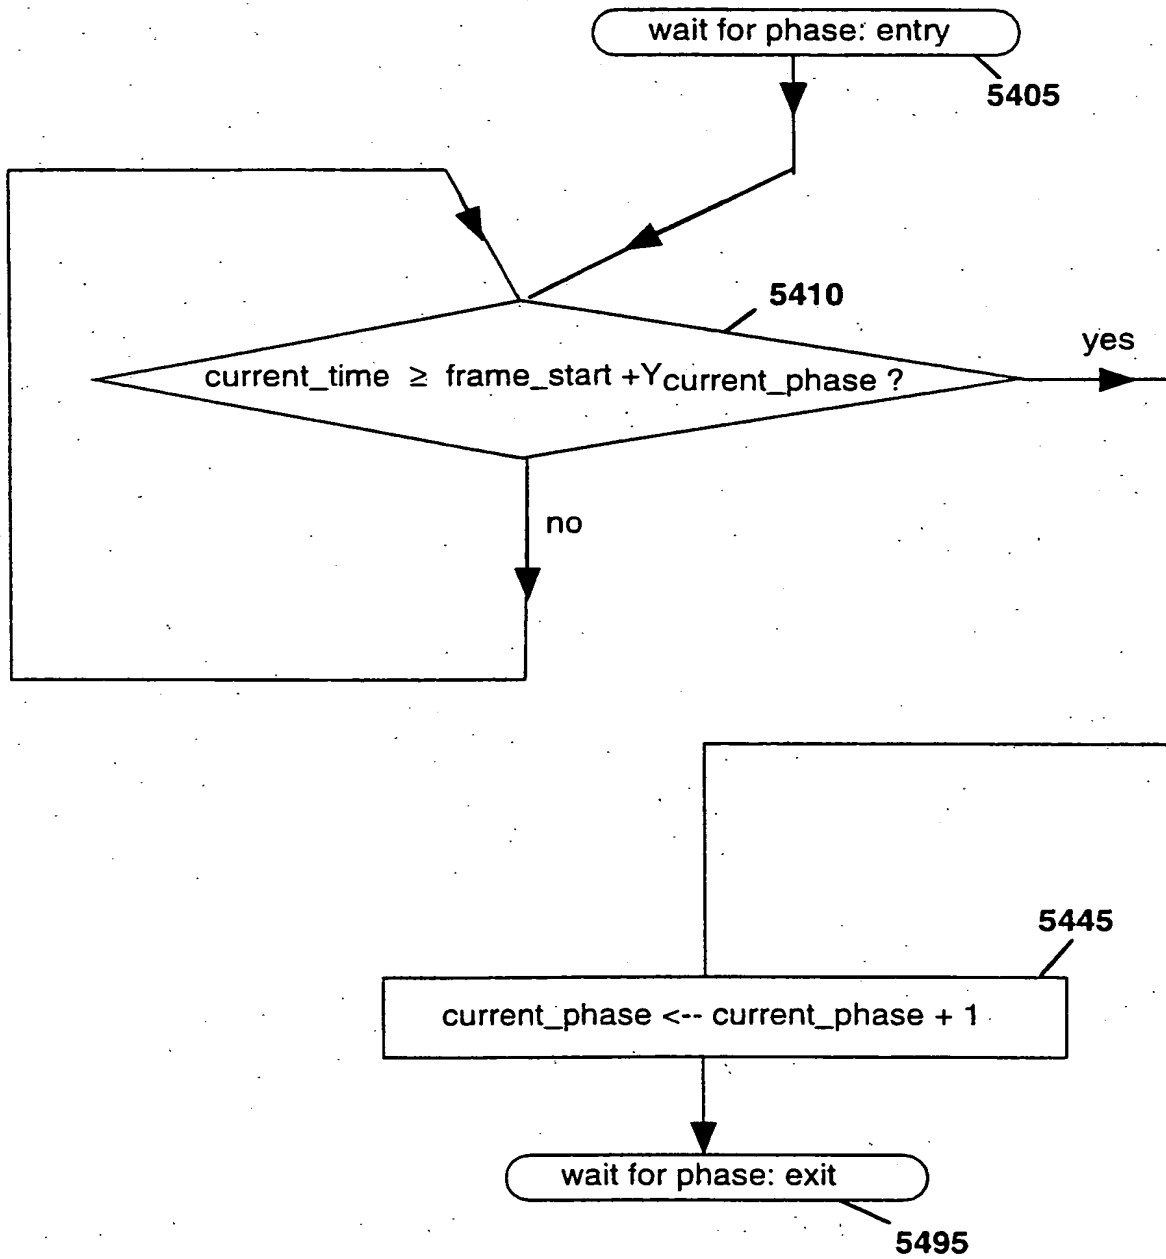 wait for phase: entry
5405
5410
yes
current_time ≥ frame_start +Ycurrent_phase ?
no
5445
current_phase <-- current_phase + 1
wait for phase: exit
5495